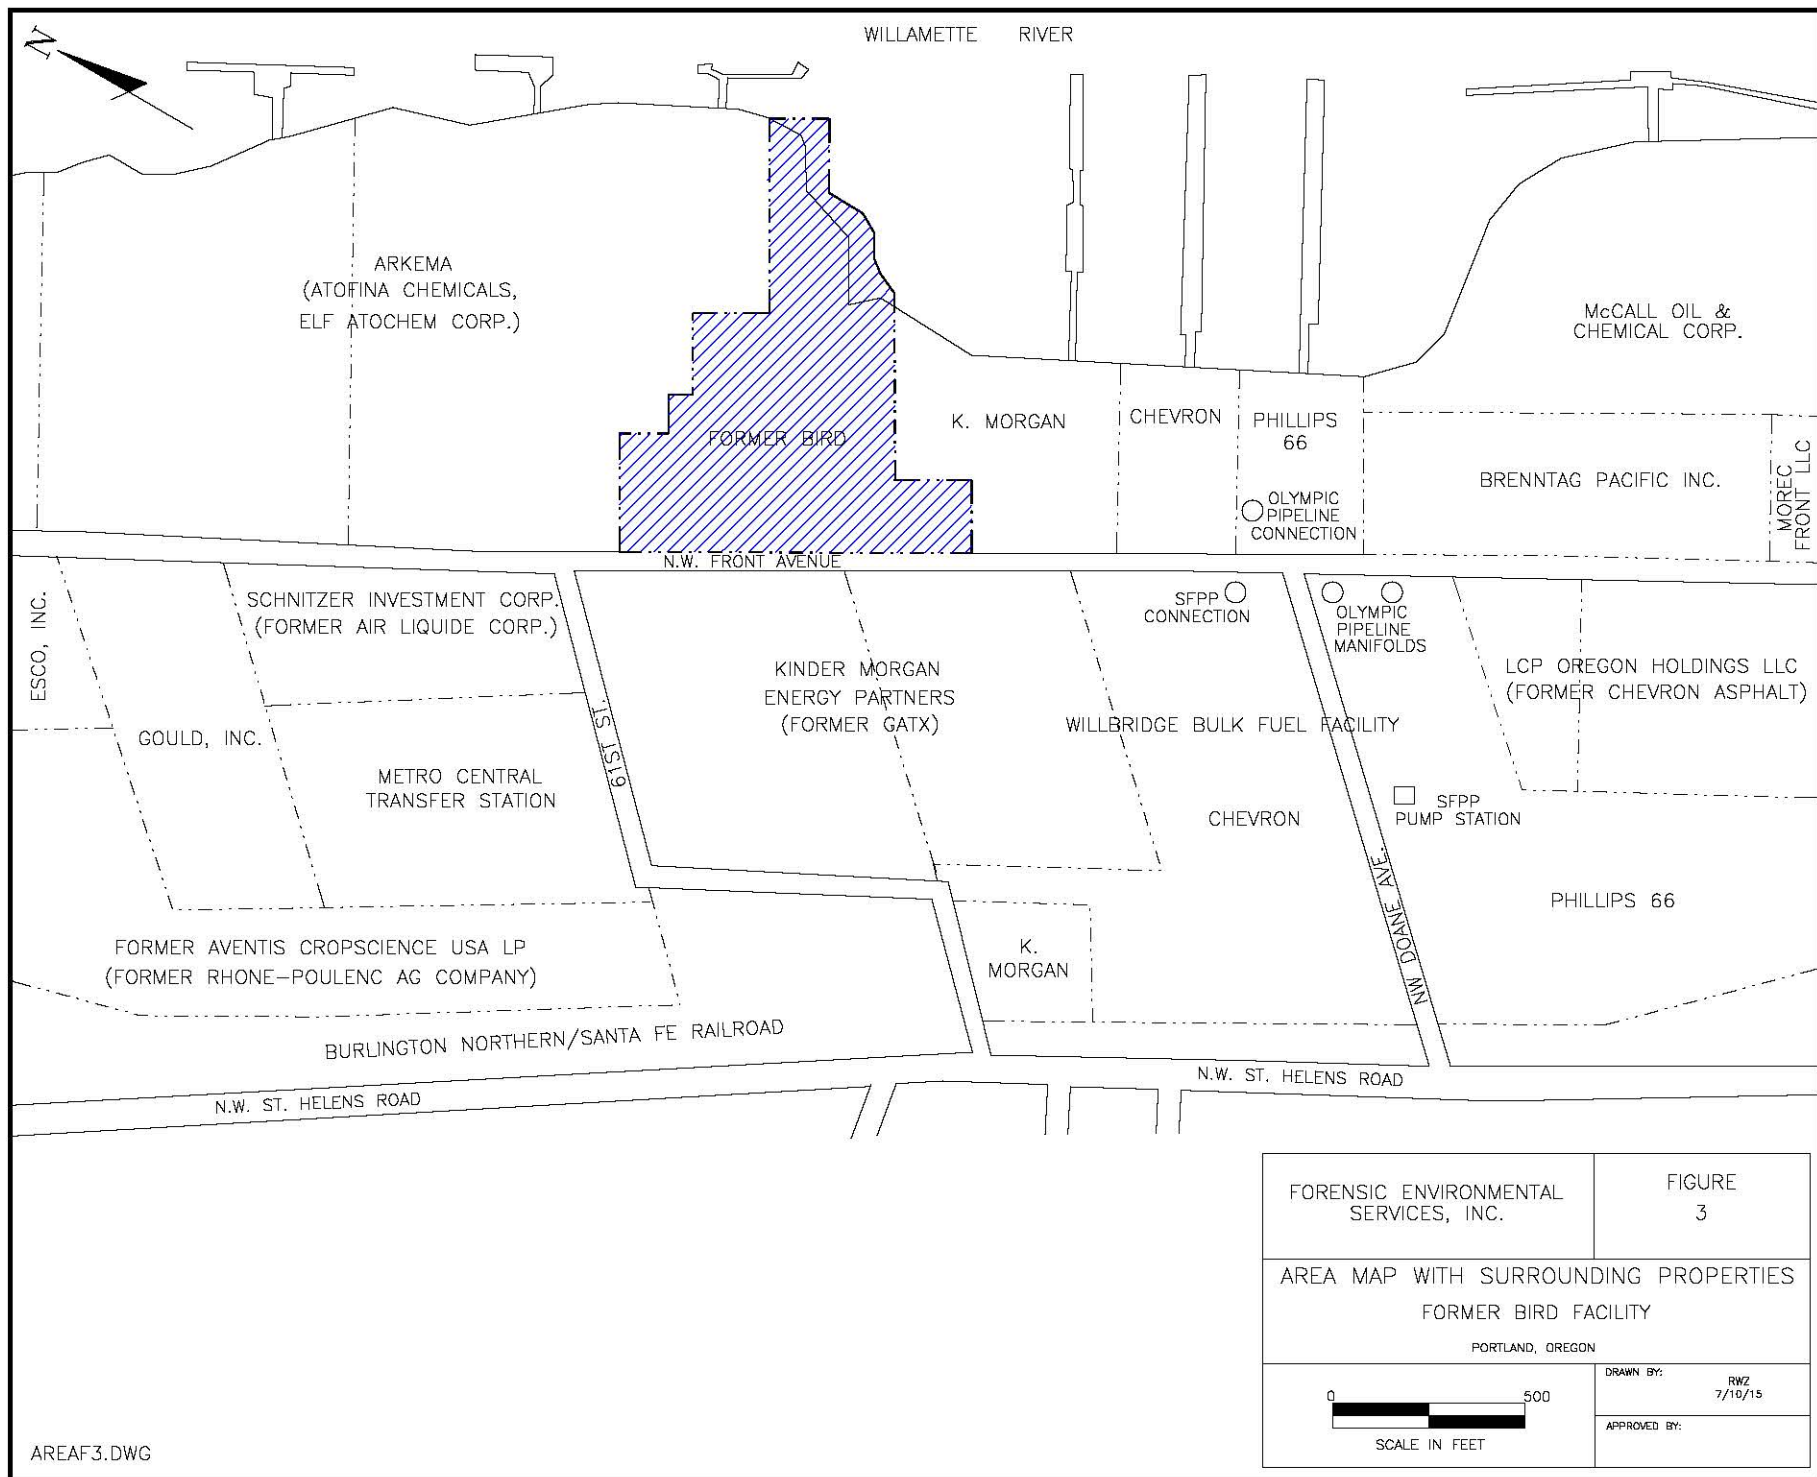 N
WILLAMETTE RIVER
ARKEMA
(ATOFINA CHEMICALS,
ELF ATOCHEM CORP.)
FORMER BIRD
K. MORGAN
CHEVRON
PHILLIPS
66
OLYMPIC
PIPELINE
CONNECTION
McCALL OIL &
CHEMICAL CORP.
BRENNTAG PACIFIC INC.
MOREC
FRONT LLC
N.W. FRONT AVENUE
ESCO, INC.
SCHNITZER INVESTMENT CORP.
(FORMER AIR LIQUIDE CORP.)
GOULD, INC.
METRO CENTRAL
TRANSFER STATION
61ST ST.
KINDER MORGAN
ENERGY PARTNERS
(FORMER GATX)
SFPP
CONNECTION
OLYMPIC
PIPELINE
MANIFOLDS
LCP OREGON HOLDINGS LLC
(FORMER CHEVRON ASPHALT)
WILLBRIDGE BULK FUEL FACILITY
CHEVRON
SFPP
PUMP STATION
NW DOANE AVE.
PHILLIPS 66
FORMER AVENTIS CROPSCIENCE USA LP
(FORMER RHONE-POULENC AG COMPANY)
K.
MORGAN
BURLINGTON NORTHERN/SANTA FE RAILROAD
N.W. ST. HELENS ROAD
N.W. ST. HELENS ROAD
FORENSIC ENVIRONMENTAL
SERVICES, INC.
FIGURE
3
AREA MAP WITH SURROUNDING PROPERTIES
FORMER BIRD FACILITY
PORTLAND, OREGON
0 500
SCALE IN FEET
DRAWN BY:
RWZ
7/10/15
APPROVED BY:
AREAF3.DWG